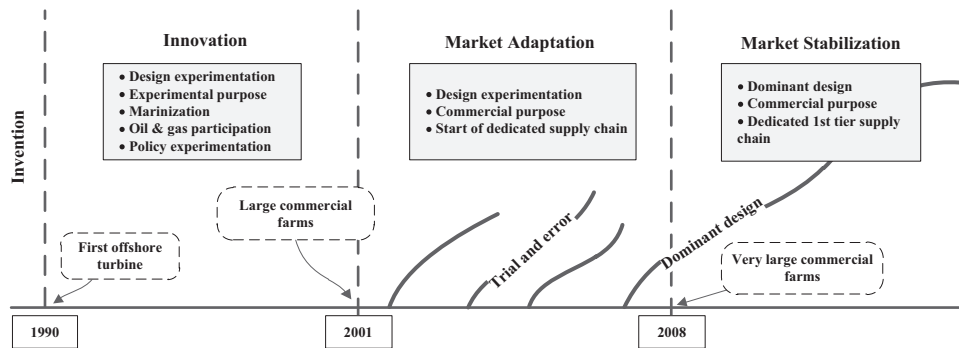 Invention
Innovation
• Design experimentation
• Experimental purpose
• Marinization
• Oil & gas participation
• Policy experimentation
First offshore
turbine
Large commercial
farms
Market Adaptation
• Design experimentation
• Commercial purpose
• Start of dedicated supply chain
Trial and error
Market Stabilization
• Dominant design
• Commercial purpose
• Dedicated 1st tier supply
chain
Dominant design
Very large commercial
farms
1990
2001
2008